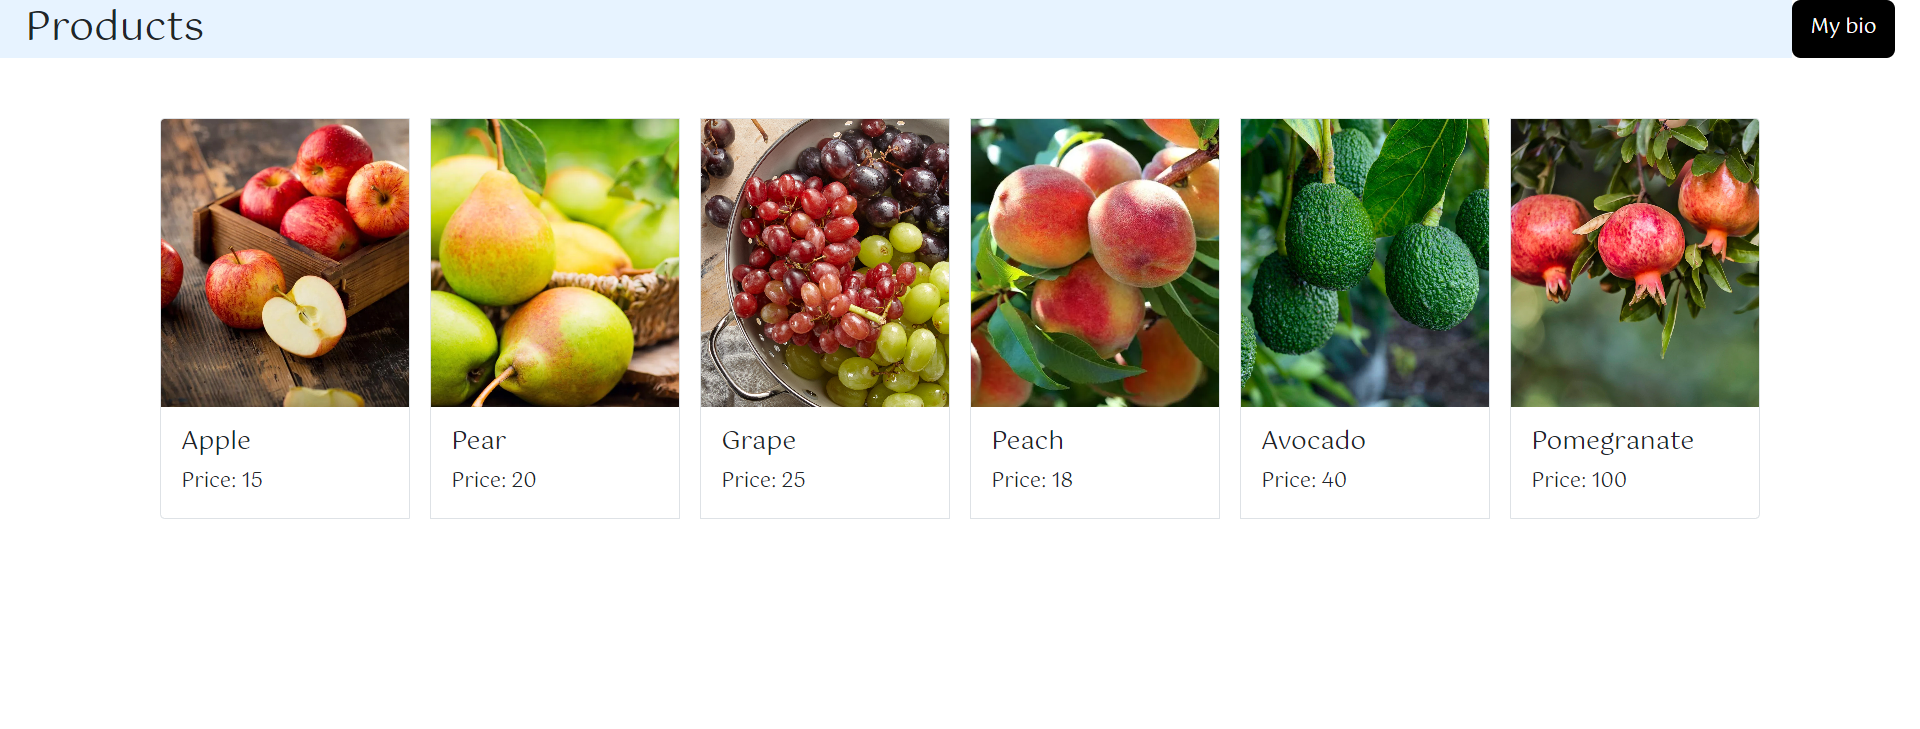 Products
My bio
Apple
Price: 15
Pear
Price: 20
Grape
Price: 25
Peach
Price: 18
Avocado
Price: 40
Pomegranate
Price: 100